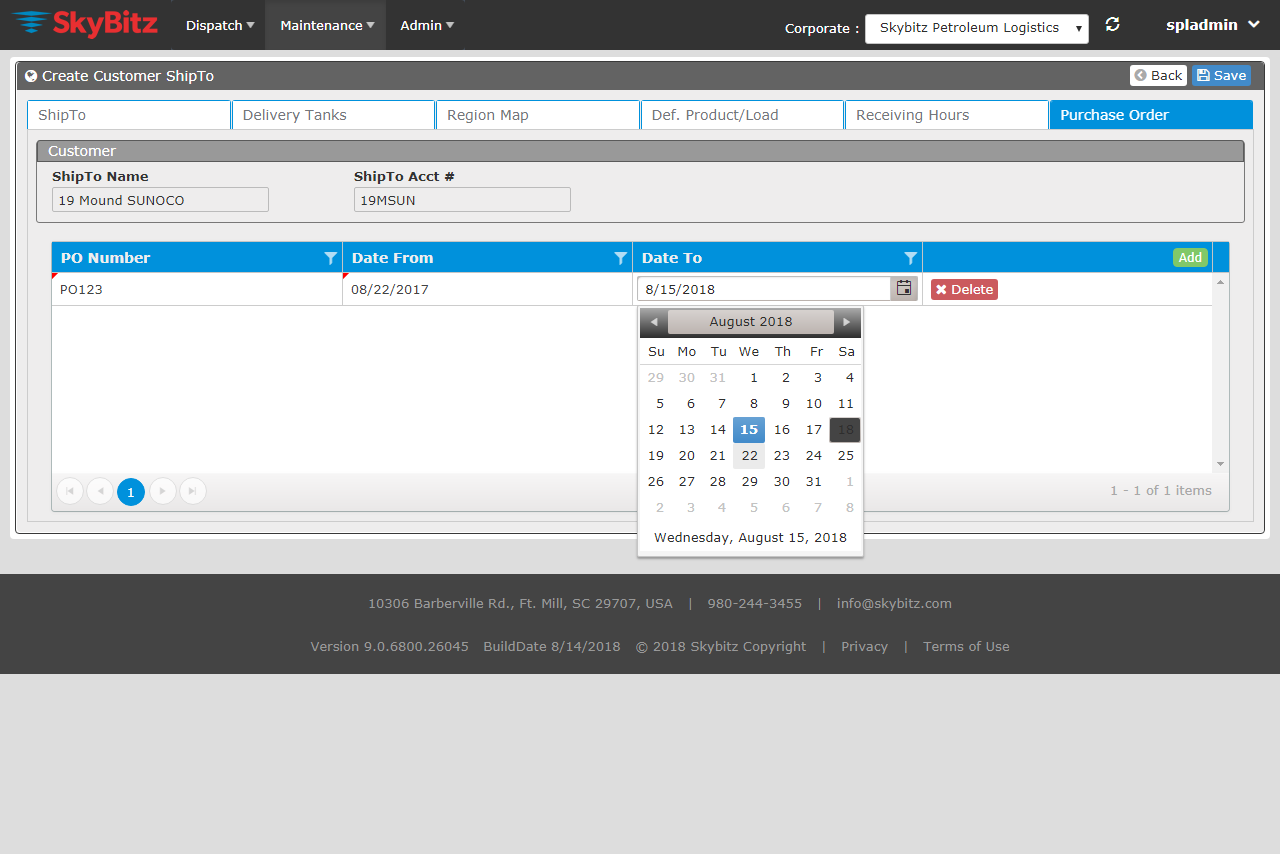 SkyBitz Dispatch Maintenance Admin Corporate : Skybitz Petroleum Logistics spladmin
Create Customer ShipTo Back Save
ShipTo Delivery Tanks Region Map Def. Product/Load Receiving Hours Purchase Order
Customer
ShipTo Name ShipTo Acct #
19 Mound SUNOCO 19MSUN
PO Number Date From Date To Add
PO123 08/22/2017 8/15/2018 Delete
August 2018
Su Mo Tu We Th Fr Sa
29 30 31 1 2 3 4
5 6 7 8 9 10 11
12 13 14 15 16 17 18
19 20 21 22 23 24 25
26 27 28 29 30 31 1
2 3 4 5 6 7 8
Wednesday, August 15, 2018
1 1 - 1 of 1 items
10306 Barberville Rd., Ft. Mill, SC 29707, USA | 980-244-3455 | info@skybitz.com
Version 9.0.6800.26045 BuildDate 8/14/2018 © 2018 Skybitz Copyright | Privacy | Terms of Use